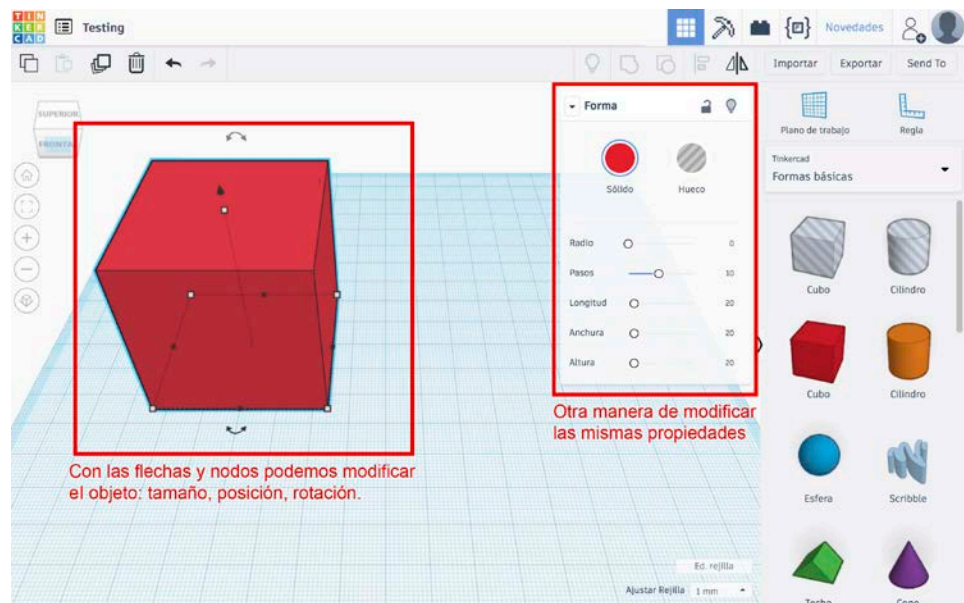 TIN
KER
CAD
Testing
Novedades
Importar
Exportar
Send To
SUPERIOR
FRONTAL
Forma
Sólido
Hueco
Radio 0
Pasos 10
Longitud 20
Anchura 20
Altura 20
Plano de trabajo
Regla
Tinkercad
Formas básicas
Cubo
Cilindro
Cubo
Cilindro
Esfera
Scribble
Techo
Cono
Otra manera de modificar
las mismas propiedades
Con las flechas y nodos podemos modificar
el objeto: tamaño, posición, rotación.
Ed. rejilla
Ajustar Rejilla 1 mm